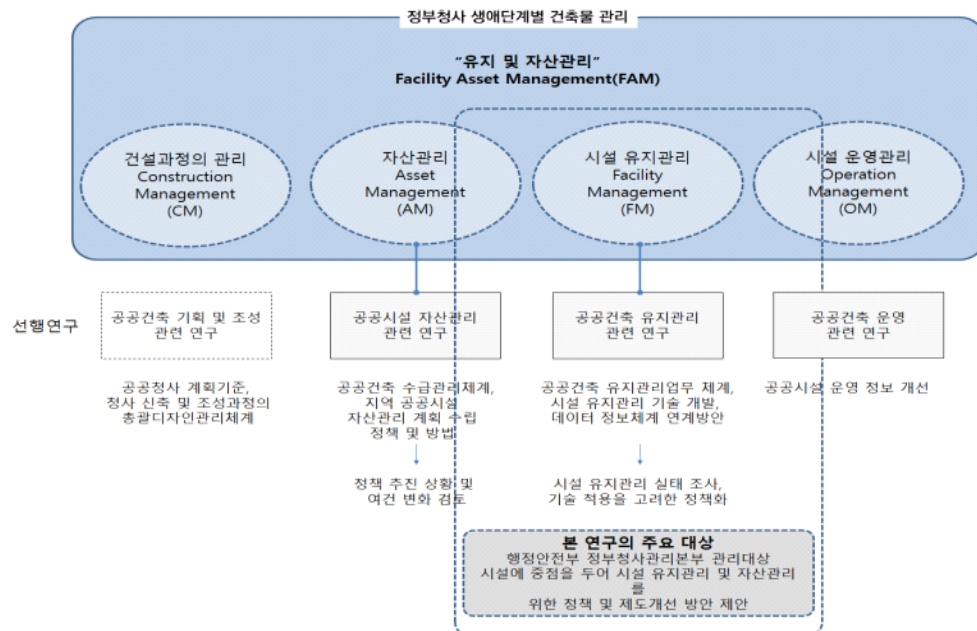 정부청사 생애단계별 건축물 관리
“유지 및 자산관리”
Facility Asset Management(FAM)
건설과정의 관리
Construction
Management
(CM)
자산관리
Asset
Management
(AM)
시설 유지관리
Facility
Management
(FM)
시설 운영관리
Operation
Management
(OM)
선행연구
공공건축 기획 및 조성
관련 연구
공공시설 자산관리
관련 연구
공공건축 유지관리
관련 연구
공공건축 운영
관련 연구
공공청사 계획기준,
청사 신축 및 조성과정의
총괄디자인관리체계
공공건축 수급관리체계,
지역 공공시설
자산관리 계획 수립
정책 및 방법
공공건축 유지관리업무 체계,
시설 유지관리 기술 개발,
데이터 정보체계 연계방안
공공시설 운영 정보 개선
정책 추진 상황 및
여건 변화 검토
시설 유지관리 실태 조사,
기술 적용을 고려한 정책화
본 연구의 주요 대상
행정안전부 정부청사관리본부 관리대상
시설에 중점을 두어 시설 유지관리 및 자산관리
를
위한 정책 및 제도개선 방안 제안